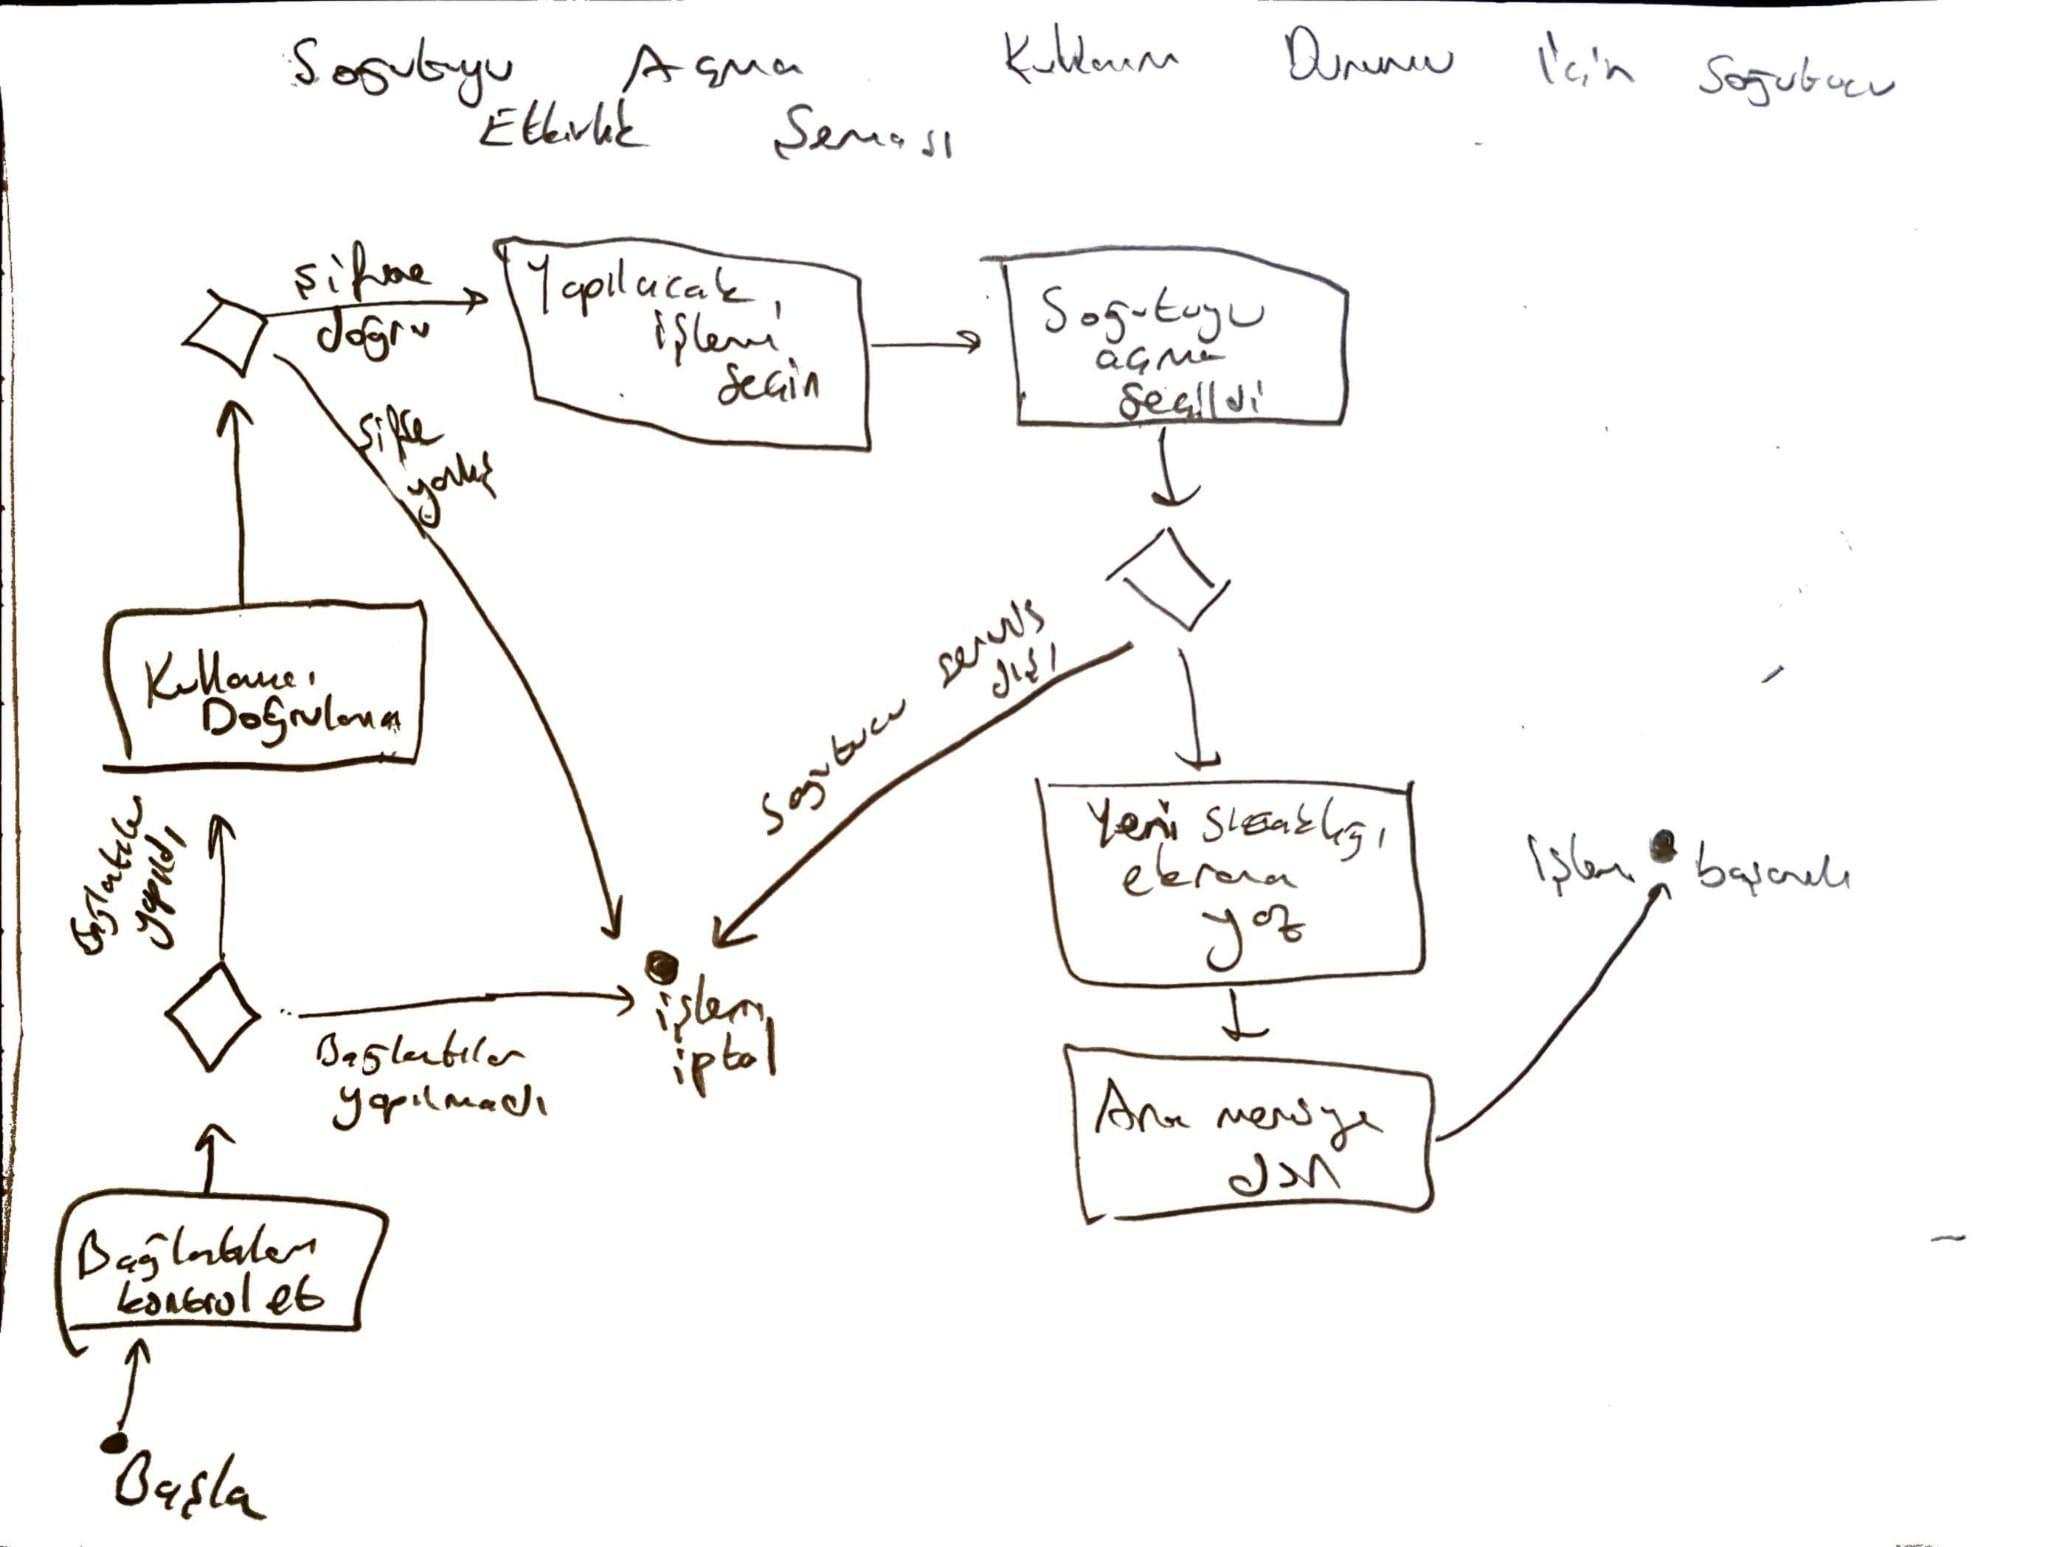 Soğutucuyu Açma Kullanım Durumu İçin Soğutucu
Etkinlik Şeması
şifre
doğru
Yapılacak
işlemi
seçin
Soğutucuyu
açma
seçildi
şifre
yanlış
Kullanıcı
Doğrulama
Soğutucu servis
dışı
Bağlantılar
yapıldı
Yeni sıcaklığı
ekrana
yaz
işlem başarılı
işlem
iptal
Bağlantılar
yapılmadı
Ana menüye
dön
Bağlantıları
kontrol et
Başla